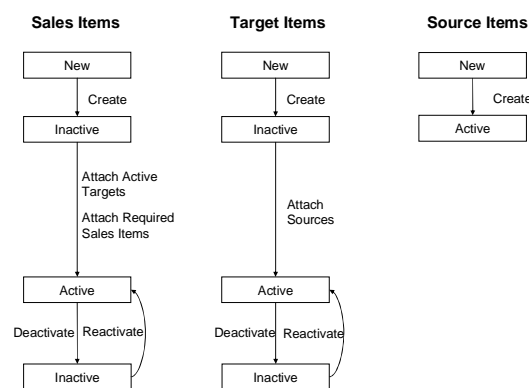 Sales Items
New
Create
Inactive
Attach Active
Targets
Attach Required
Sales Items
Active
Deactivate
Reactivate
Inactive
Target Items
New
Create
Inactive
Attach
Sources
Active
Deactivate
Reactivate
Inactive
Source Items
New
Create
Active